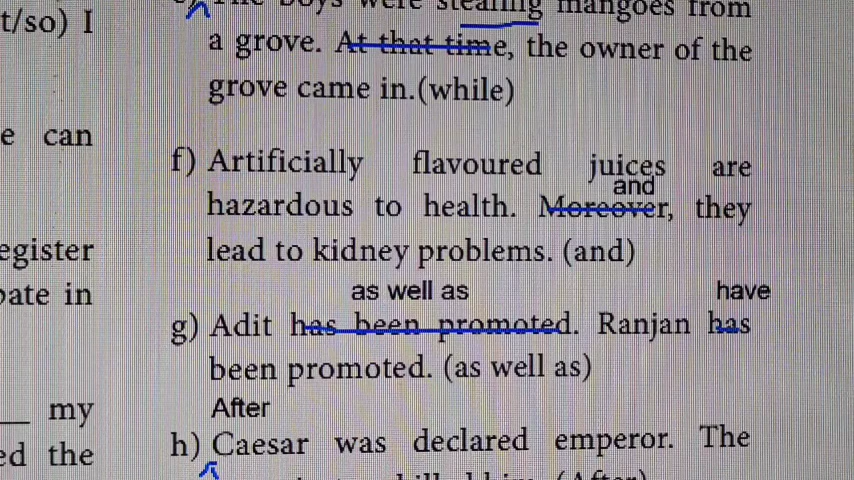 t/so) I
e can
egister
pate in
my
ed the
The boys were stealing mangoes from
a grove. At that time, the owner of the
grove came in.(while)
f) Artificially flavoured juices are
and
hazardous to health. Moreover, they
lead to kidney problems. (and)
as well as have
g) Adit has been promoted. Ranjan has
been promoted. (as well as)
After
h) Caesar was declared emperor. The
killed him. (After)